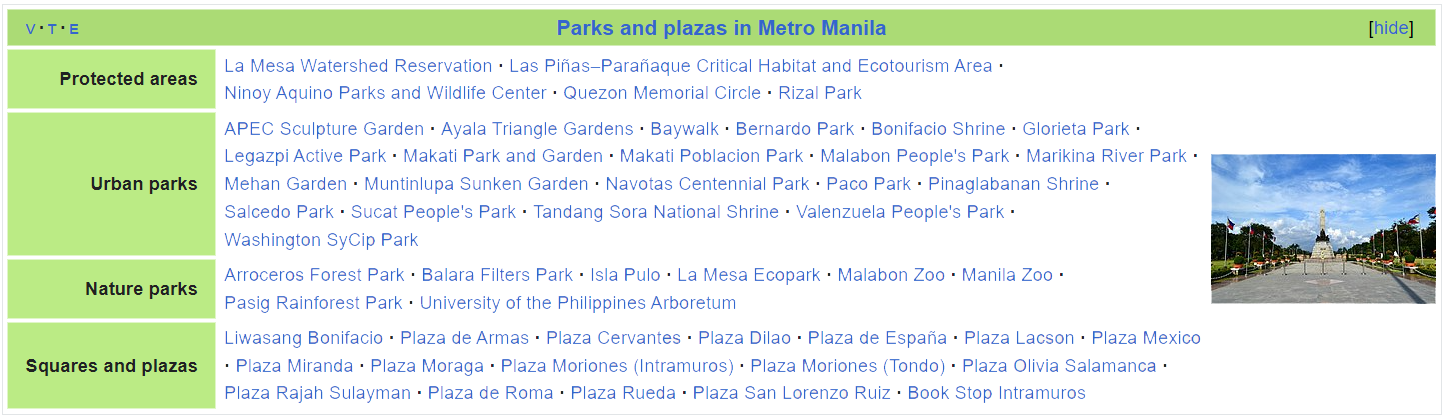 V · T · E Parks and plazas in Metro Manila [hide]
Protected areas
La Mesa Watershed Reservation · Las Piñas–Parañaque Critical Habitat and Ecotourism Area ·
Ninoy Aquino Parks and Wildlife Center · Quezon Memorial Circle · Rizal Park
Urban parks
APEC Sculpture Garden · Ayala Triangle Gardens · Baywalk · Bernardo Park · Bonifacio Shrine · Glorieta Park ·
Legazpi Active Park · Makati Park and Garden · Makati Poblacion Park · Malabon People's Park · Marikina River Park ·
Mehan Garden · Muntinlupa Sunken Garden · Navotas Centennial Park · Paco Park · Pinaglabanan Shrine ·
Salcedo Park · Sucat People's Park · Tandang Sora National Shrine · Valenzuela People's Park ·
Washington SyCip Park
Nature parks
Arroceros Forest Park · Balara Filters Park · Isla Pulo · La Mesa Ecopark · Malabon Zoo · Manila Zoo ·
Pasig Rainforest Park · University of the Philippines Arboretum
Squares and plazas
Liwasang Bonifacio · Plaza de Armas · Plaza Cervantes · Plaza Dilao · Plaza de España · Plaza Lacson · Plaza Mexico
· Plaza Miranda · Plaza Moraga · Plaza Moriones (Intramuros) · Plaza Moriones (Tondo) · Plaza Olivia Salamanca ·
Plaza Rajah Sulayman · Plaza de Roma · Plaza Rueda · Plaza San Lorenzo Ruiz · Book Stop Intramuros